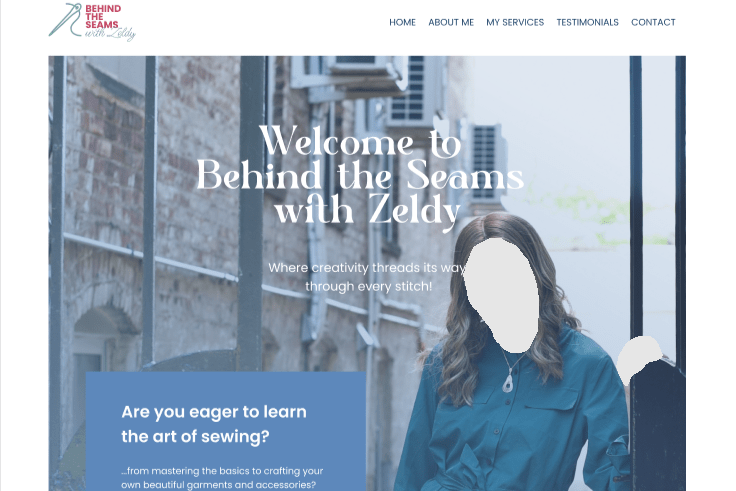 BEHIND
THE
SEAMS
with Zeldy
HOME ABOUT ME MY SERVICES TESTIMONIALS CONTACT
Welcome to
Behind the Seams
with Zeldy
Where creativity threads its way
through every stitch!
Are you eager to learn
the art of sewing?
...from mastering the basics to crafting your
own beautiful garments and accessories?